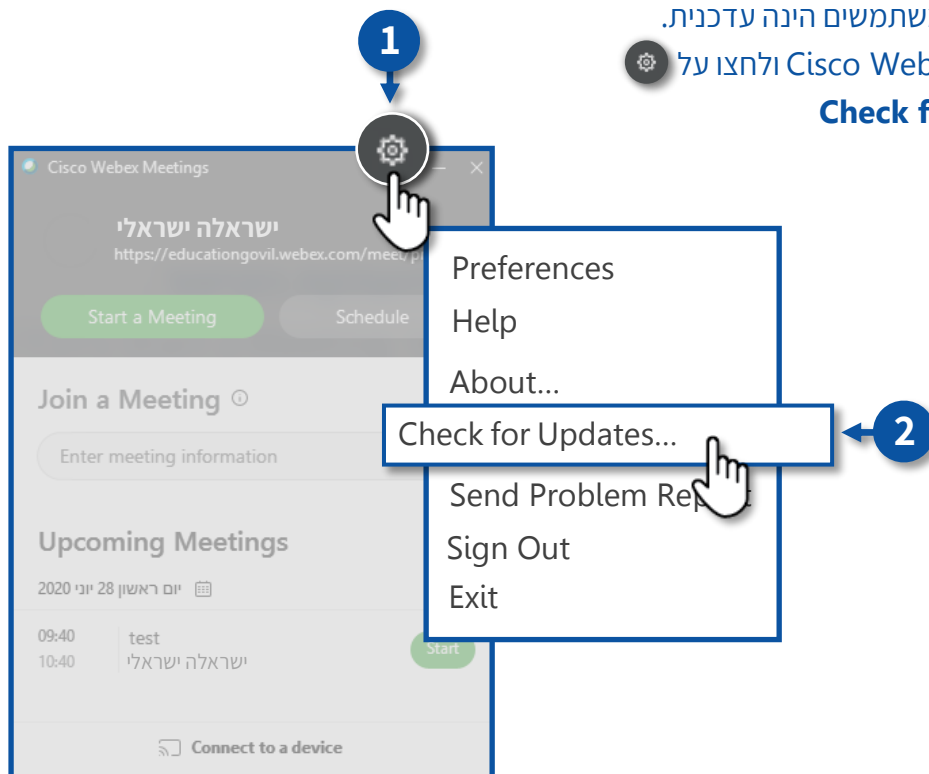 שתמשים הינה עדכנית.
Cisco Web ולחצו על
Check f
1
Cisco Webex Meetings
ישראלה ישראלי
https://educationgovil.webex.com/meet/p
Start a Meeting
Schedule
Preferences
Help
About...
Check for Updates...
2
Send Problem Report
Sign Out
Exit
Join a Meeting
Enter meeting information
Upcoming Meetings
יום ראשון 28 יוני 2020
09:40 test
10:40 ישראלה ישראלי
Start
Connect to a device